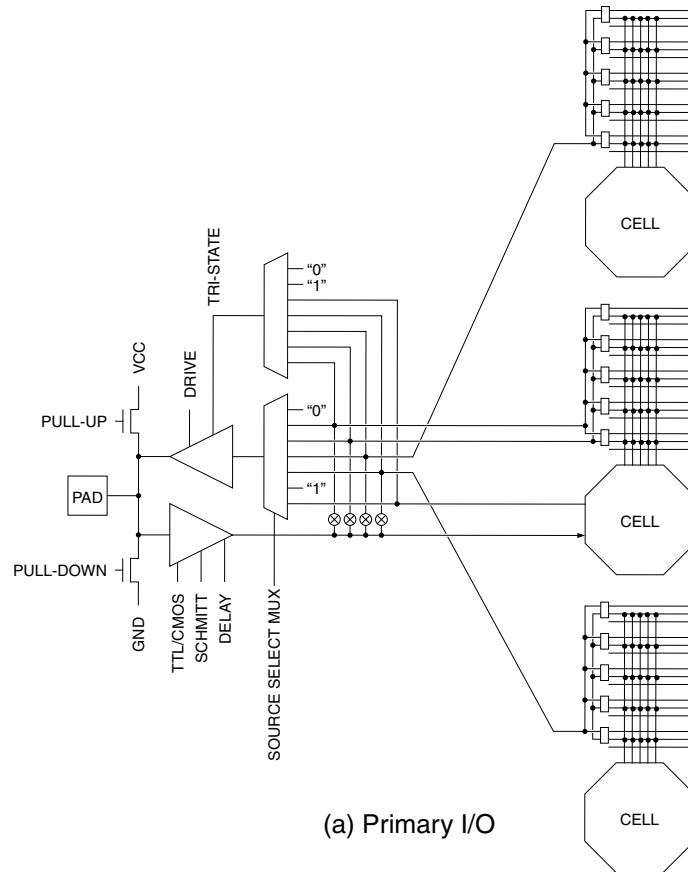 CELL
TRI-STATE
“0”
“1”
VCC
DRIVE
PULL-UP
“0”
“1”
PAD
CELL
PULL-DOWN
GND
TTL/CMOS
SCHMITT
DELAY
SOURCE SELECT MUX
CELL
(a) Primary I/O